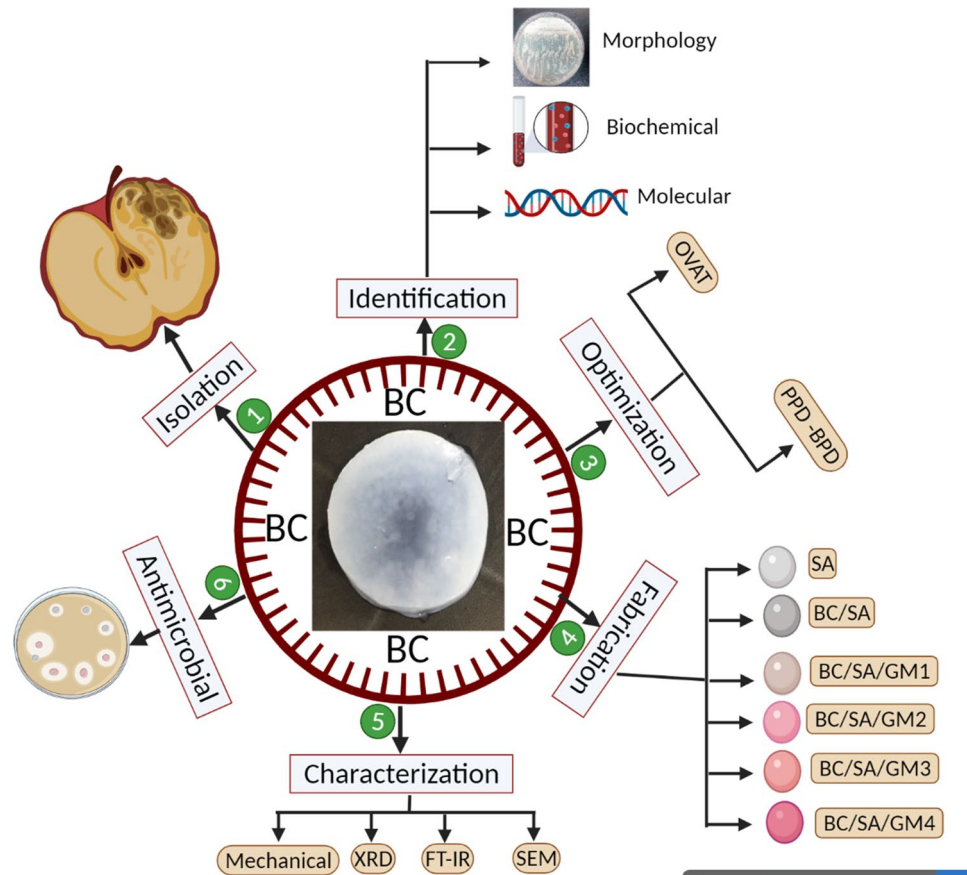 Morphology
Biochemical
Molecular
Identification
2
OVAT
Optimization
3
PPD -BPD
Isolation
1
BC
BC
BC
BC
Antimicrobial
6
Fabrication
4
SA
BC/SA
BC/SA/GM1
BC/SA/GM2
BC/SA/GM3
BC/SA/GM4
5
Characterization
Mechanical
XRD
FT-IR
SEM